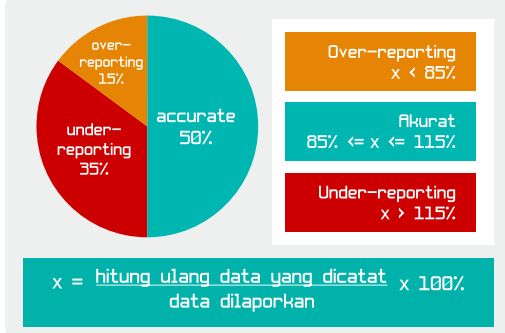 over-
reporting
15%
accurate
50%
under-
reporting
35%
Over-reporting
x < 85%
Akurat
85% <= x <= 115%
Under-reporting
x > 115%
x = hitung ulang data yang dicatat x 100%
data dilaporkan